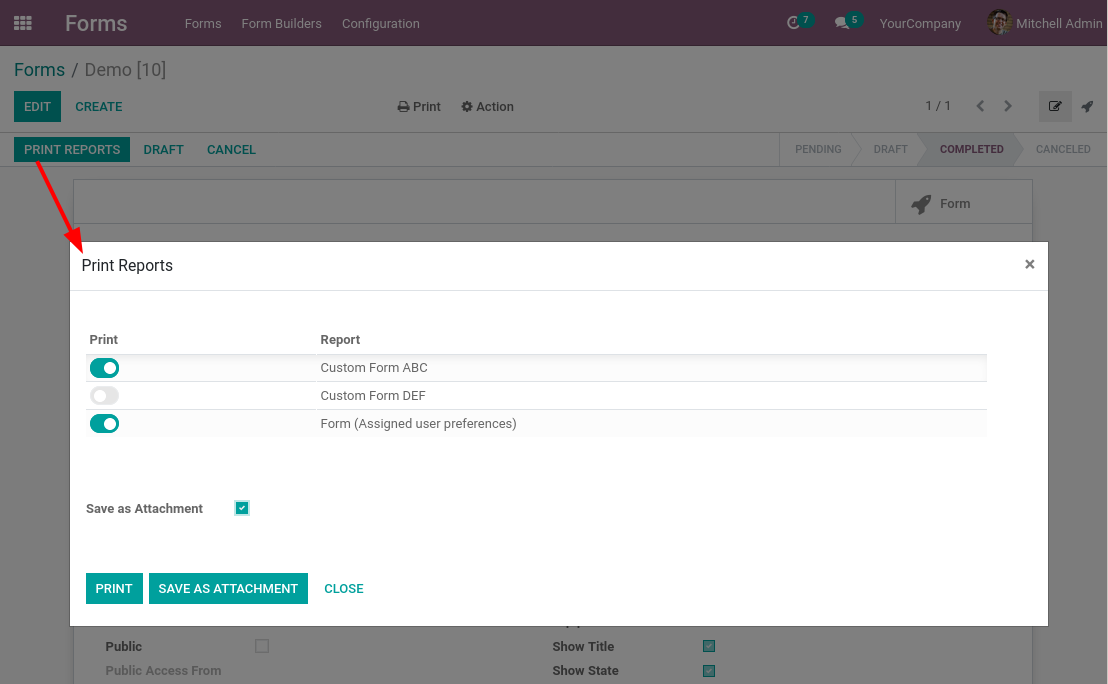 Forms Forms Form Builders Configuration 7 5 YourCompany Mitchell Admin
Forms / Demo [10]
EDIT CREATE Print Action 1 / 1
PRINT REPORTS DRAFT CANCEL PENDING DRAFT COMPLETED CANCELED
Form
Print Reports ×
Print Report
Custom Form ABC
Custom Form DEF
Form (Assigned user preferences)
Save as Attachment
PRINT SAVE AS ATTACHMENT CLOSE
Public Show Title
Public Access From Show State